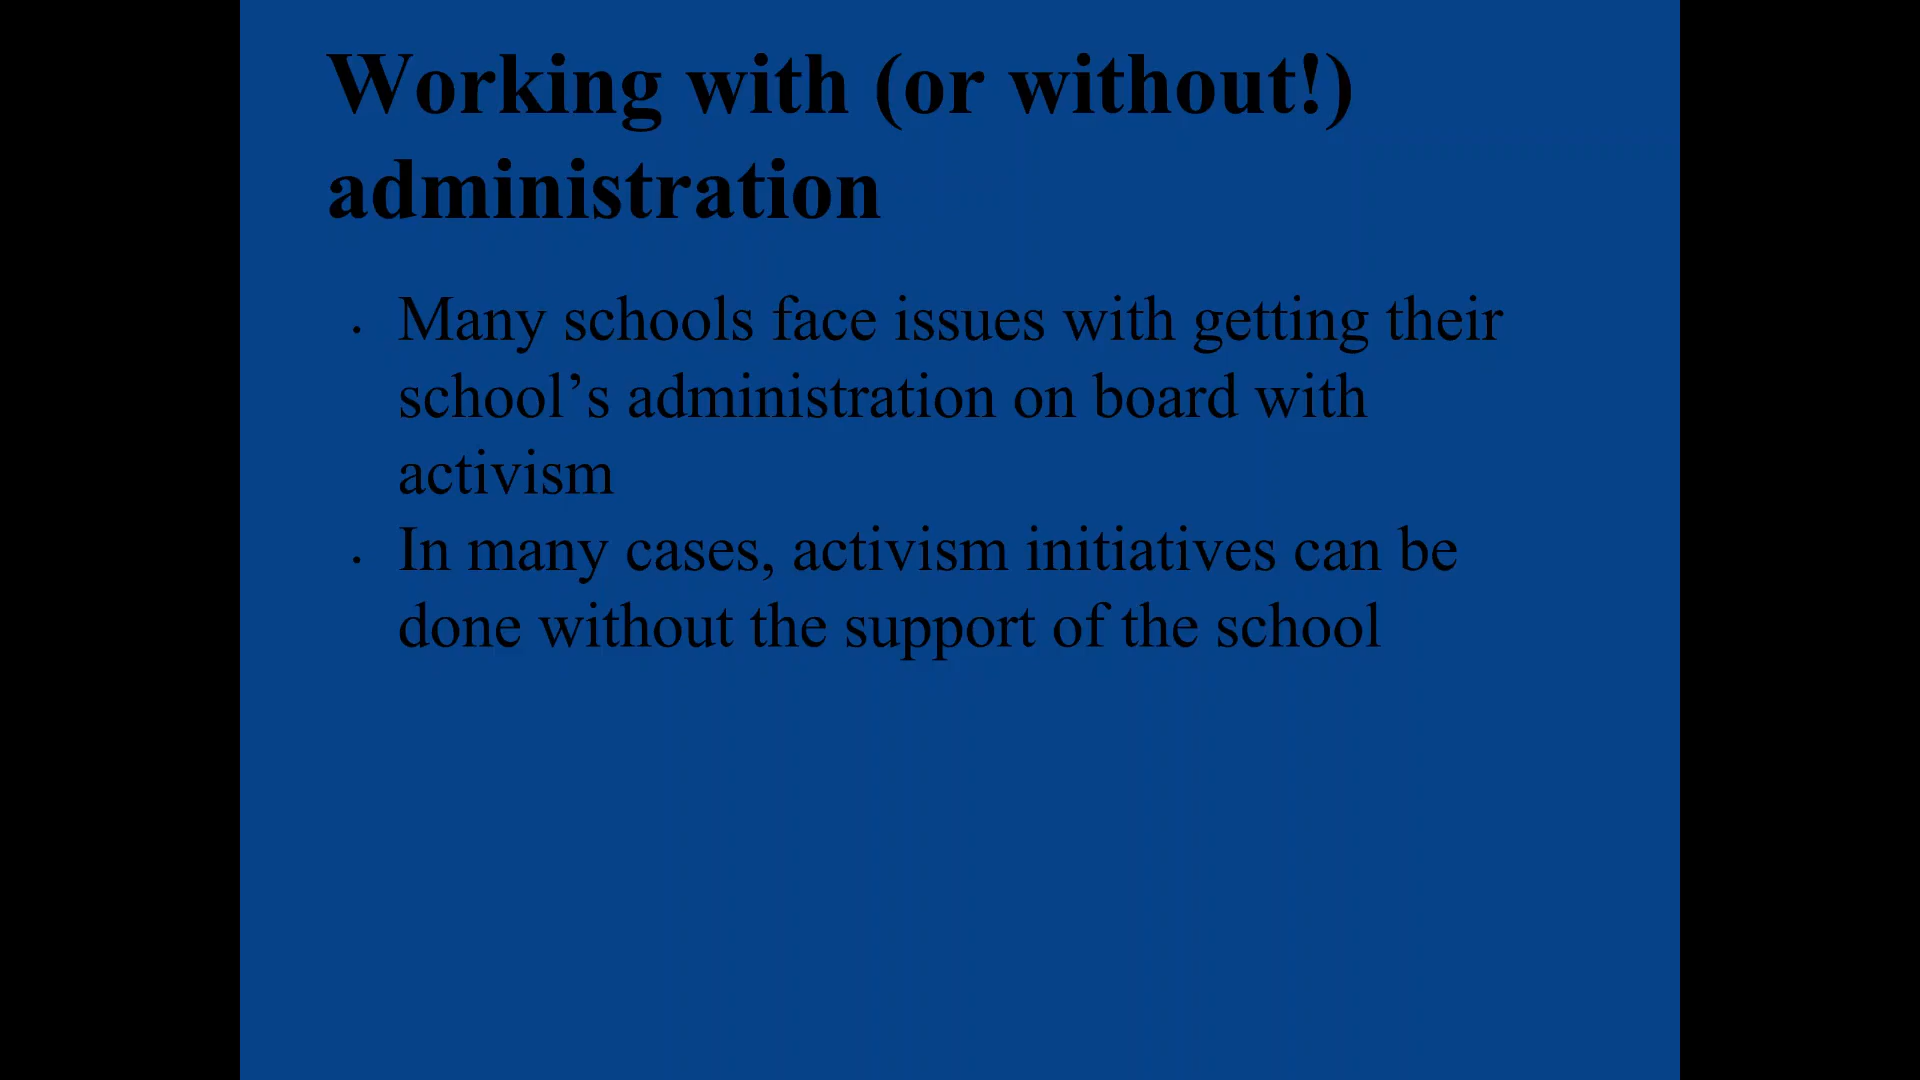 Working with (or without!)
administration
• Many schools face issues with getting their
school’s administration on board with
activism
• In many cases, activism initiatives can be
done without the support of the school